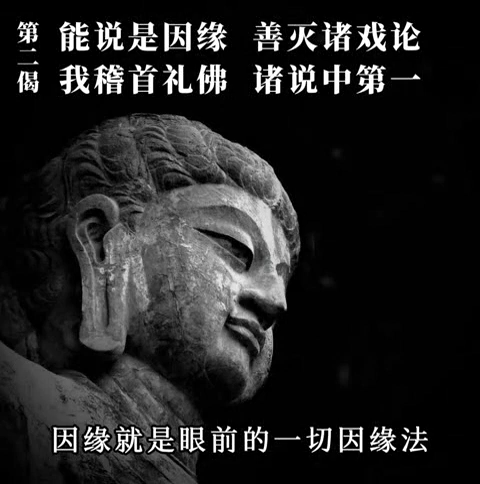 第二偈
能说是因缘 善灭诸戏论
我稽首礼佛 诸说中第一
因缘就是眼前的一切因缘法